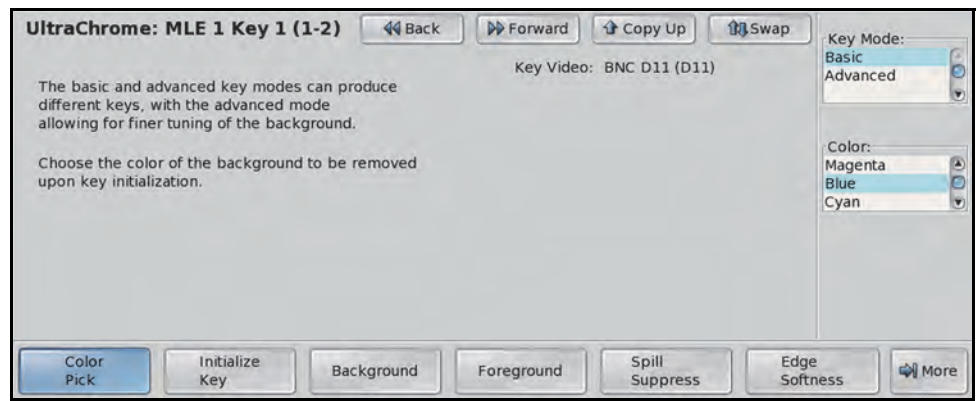 UltraChrome: MLE 1 Key 1 (1-2)
Back
Forward
Copy Up
Swap
Key Video: BNC D11 (D11)
The basic and advanced key modes can produce
different keys, with the advanced mode
allowing for finer tuning of the background.
Choose the color of the background to be removed
upon key initialization.
Key Mode:
Basic
Advanced
Color:
Magenta
Blue
Cyan
Color
Pick
Initialize
Key
Background
Foreground
Spill
Suppress
Edge
Softness
More